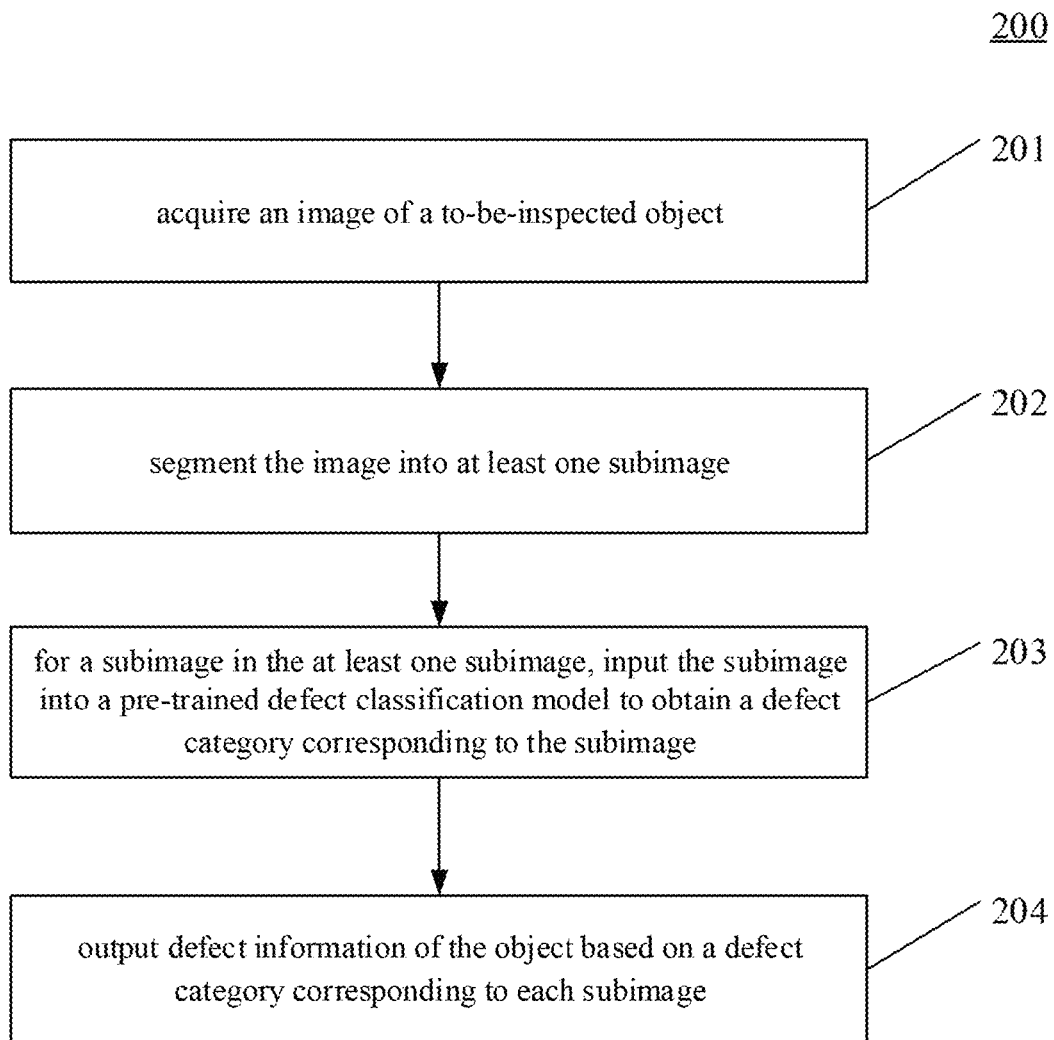 200
201
acquire an image of a to-be-inspected object
202
segment the image into at least one subimage
203
for a subimage in the at least one subimage, input the subimage
into a pre-trained defect classification model to obtain a defect
category corresponding to the subimage
204
output defect information of the object based on a defect
category corresponding to each subimage